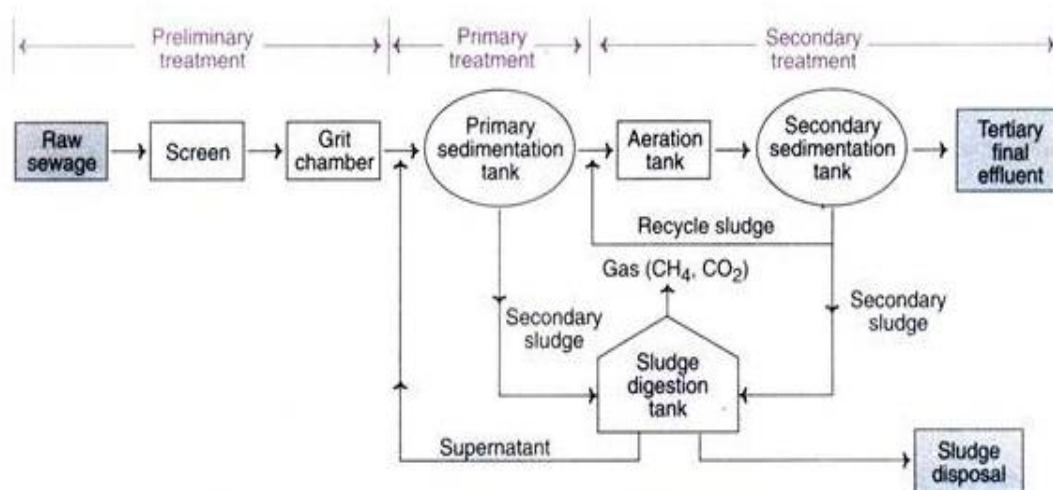 Preliminary
treatment
Primary
treatment
Secondary
treatment
Raw
sewage
Screen
Grit
chamber
Primary
sedimentation
tank
Aeration
tank
Secondary
sedimentation
tank
Tertiary
final
effluent
Recycle sludge
Gas (CH₄, CO₂)
Secondary
sludge
Secondary
sludge
Sludge
digestion
tank
Supernatant
Sludge
disposal